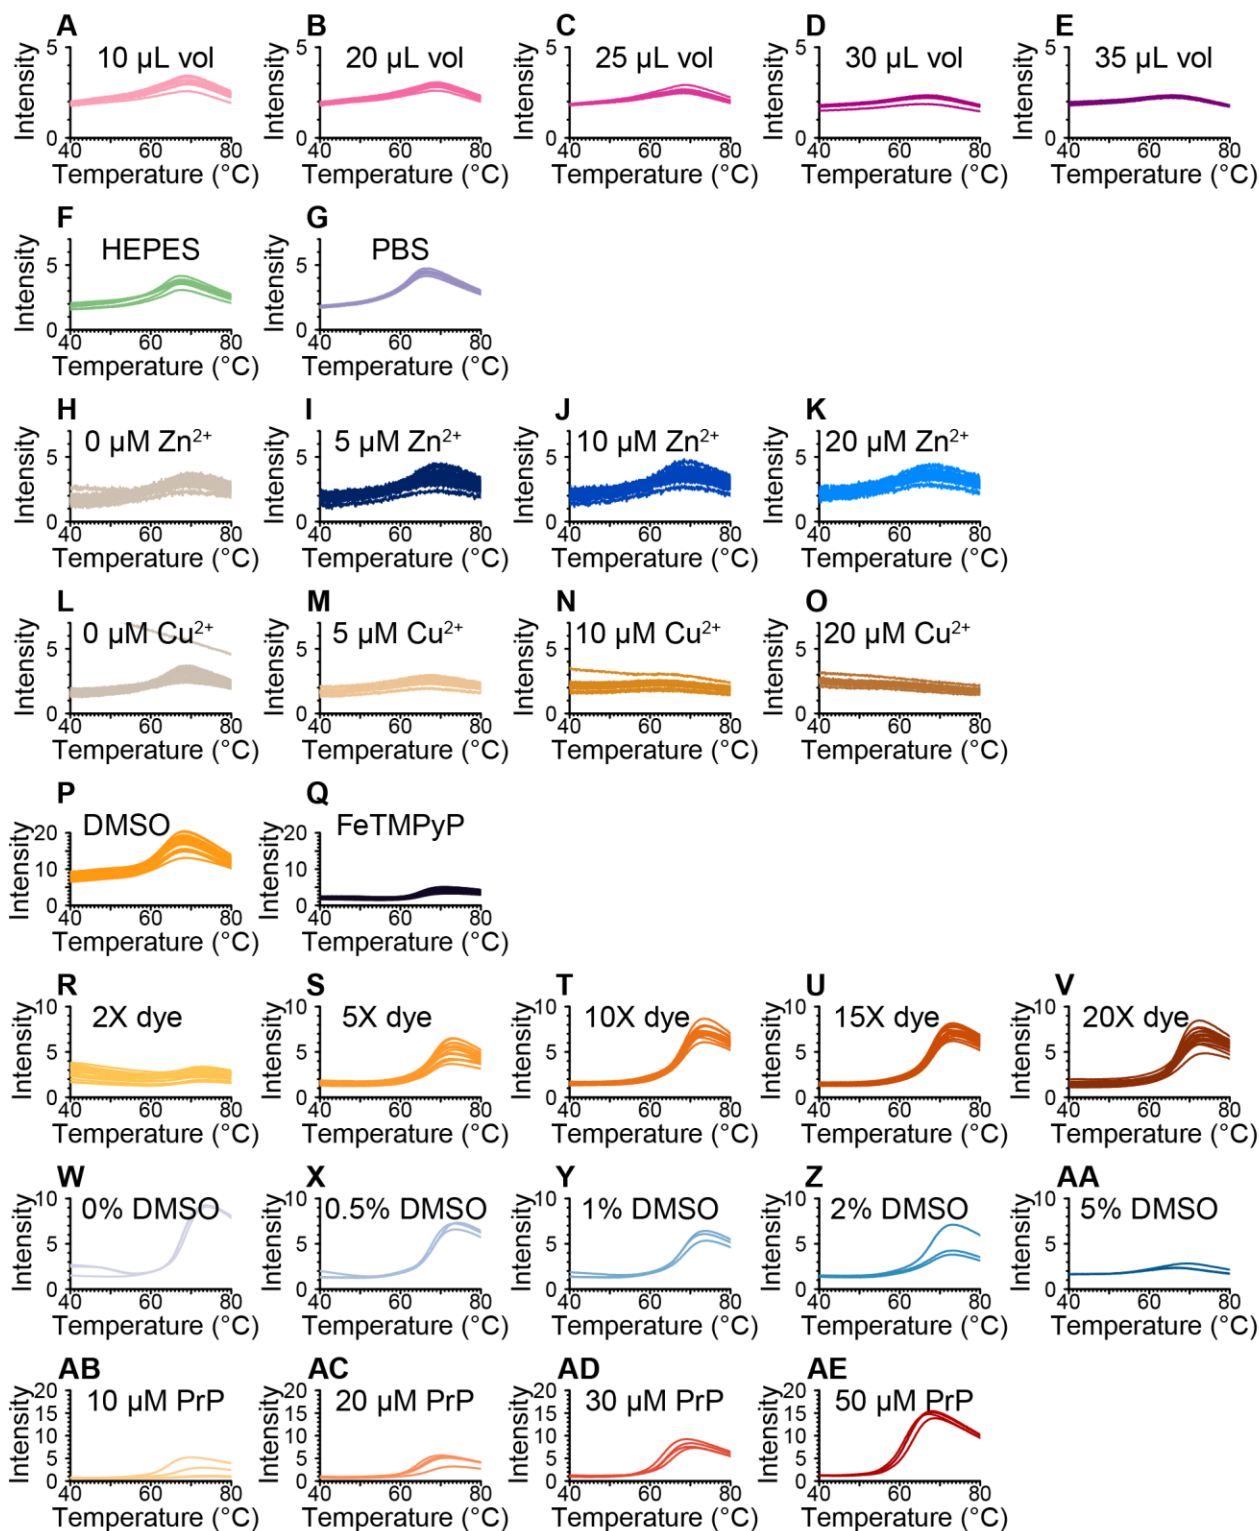 A B C D E
10 µL vol 20 µL vol 25 µL vol 30 µL vol 35 µL vol
Intensity Intensity Intensity Intensity Intensity
5 5 5 5 5
0 0 0 0 0
40 60 80 40 60 80 40 60 80 40 60 80 40 60 80
Temperature (°C) Temperature (°C) Temperature (°C) Temperature (°C) Temperature (°C)
F G
HEPES PBS
Intensity Intensity
5 5
0 0
40 60 80 40 60 80
Temperature (°C) Temperature (°C)
H I J K
0 µM Zn²⁺ 5 µM Zn²⁺ 10 µM Zn²⁺ 20 µM Zn²⁺
Intensity Intensity Intensity Intensity
5 5 5 5
0 0 0 0
40 60 80 40 60 80 40 60 80 40 60 80
Temperature (°C) Temperature (°C) Temperature (°C) Temperature (°C)
L M N O
0 µM Cu²⁺ 5 µM Cu²⁺ 10 µM Cu²⁺ 20 µM Cu²⁺
Intensity Intensity Intensity Intensity
5 5 5 5
0 0 0 0
40 60 80 40 60 80 40 60 80 40 60 80
Temperature (°C) Temperature (°C) Temperature (°C) Temperature (°C)
P Q
DMSO FeTMPyP
Intensity Intensity
20 20
10 10
0 0
40 60 80 40 60 80
Temperature (°C) Temperature (°C)
R S T U V
2X dye 5X dye 10X dye 15X dye 20X dye
Intensity Intensity Intensity Intensity Intensity
10 10 10 10 10
5 5 5 5 5
0 0 0 0 0
40 60 80 40 60 80 40 60 80 40 60 80 40 60 80
Temperature (°C) Temperature (°C) Temperature (°C) Temperature (°C) Temperature (°C)
W X Y Z AA
0% DMSO 0.5% DMSO 1% DMSO 2% DMSO 5% DMSO
Intensity Intensity Intensity Intensity Intensity
10 10 10 10 10
5 5 5 5 5
0 0 0 0 0
40 60 80 40 60 80 40 60 80 40 60 80 40 60 80
Temperature (°C) Temperature (°C) Temperature (°C) Temperature (°C) Temperature (°C)
AB AC AD AE
10 µM PrP 20 µM PrP 30 µM PrP 50 µM PrP
Intensity Intensity Intensity Intensity
20 20 20 20
15 15 15 15
10 10 10 10
5 5 5 5
0 0 0 0
40 60 80 40 60 80 40 60 80 40 60 80
Temperature (°C) Temperature (°C) Temperature (°C) Temperature (°C)